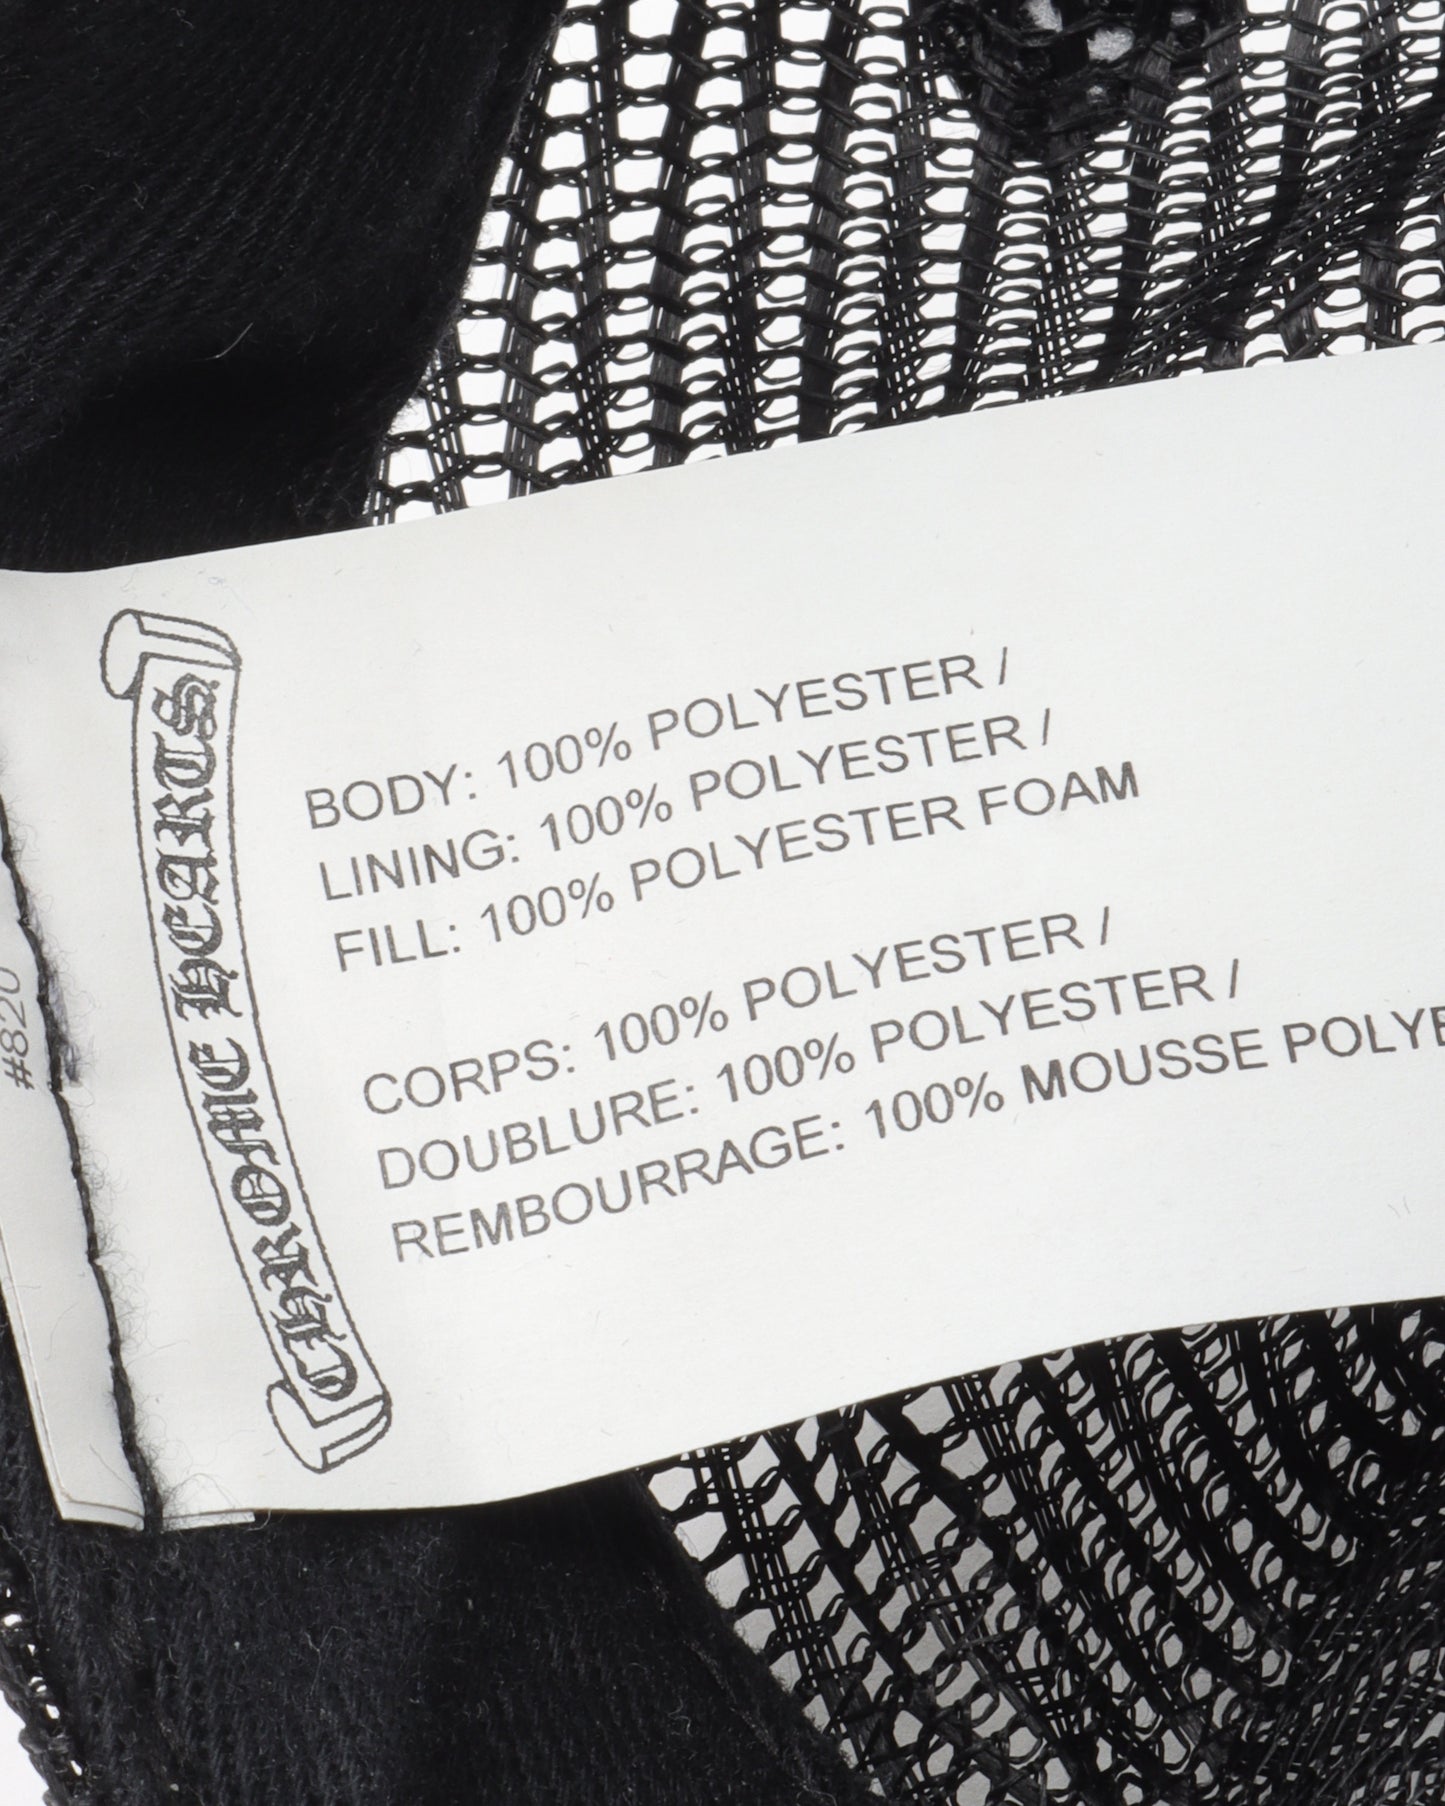 CHROME HEARTS
BODY: 100% POLYESTER /
LINING: 100% POLYESTER /
FILL: 100% POLYESTER FOAM
CORPS: 100% POLYESTER /
DOUBLURE: 100% POLYESTER /
REMBOURRAGE: 100% MOUSSE POLYE
#820